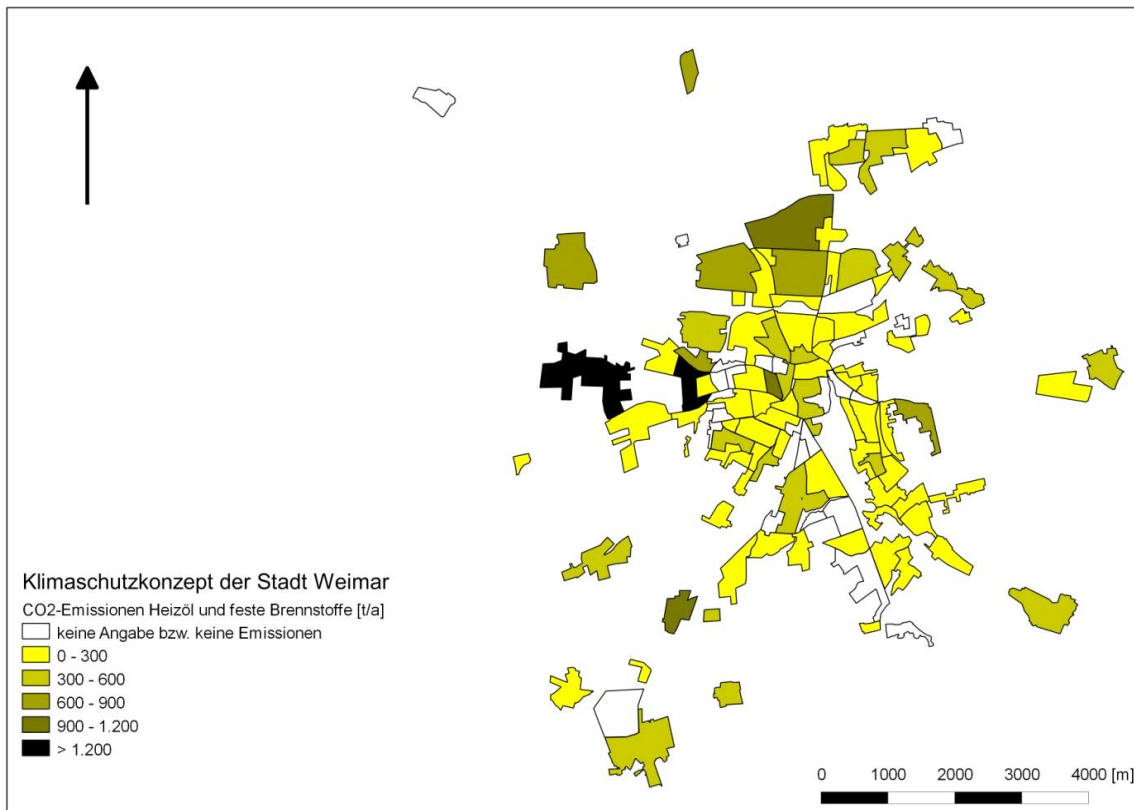 Klimaschutzkonzept der Stadt Weimar
CO2-Emissionen Heizöl und feste Brennstoffe [t/a]
keine Angabe bzw. keine Emissionen
0 - 300
300 - 600
600 - 900
900 - 1.200
> 1.200
0 1000 2000 3000 4000 [m]